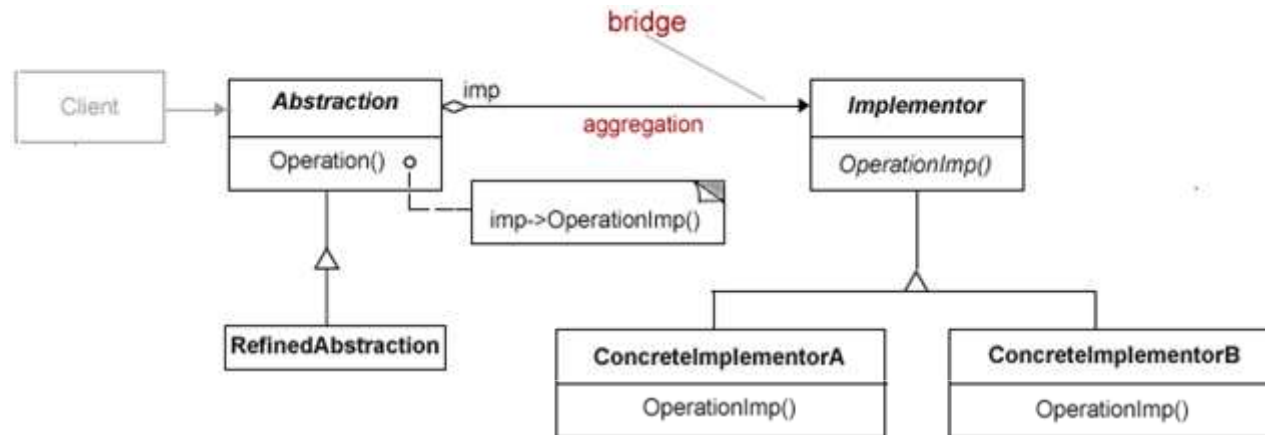 bridge
Client
Abstraction
imp
aggregation
Implementor
Operation()
OperationImp()
imp->OperationImp()
RefinedAbstraction
ConcreteImplementorA
ConcreteImplementorB
OperationImp()
OperationImp()